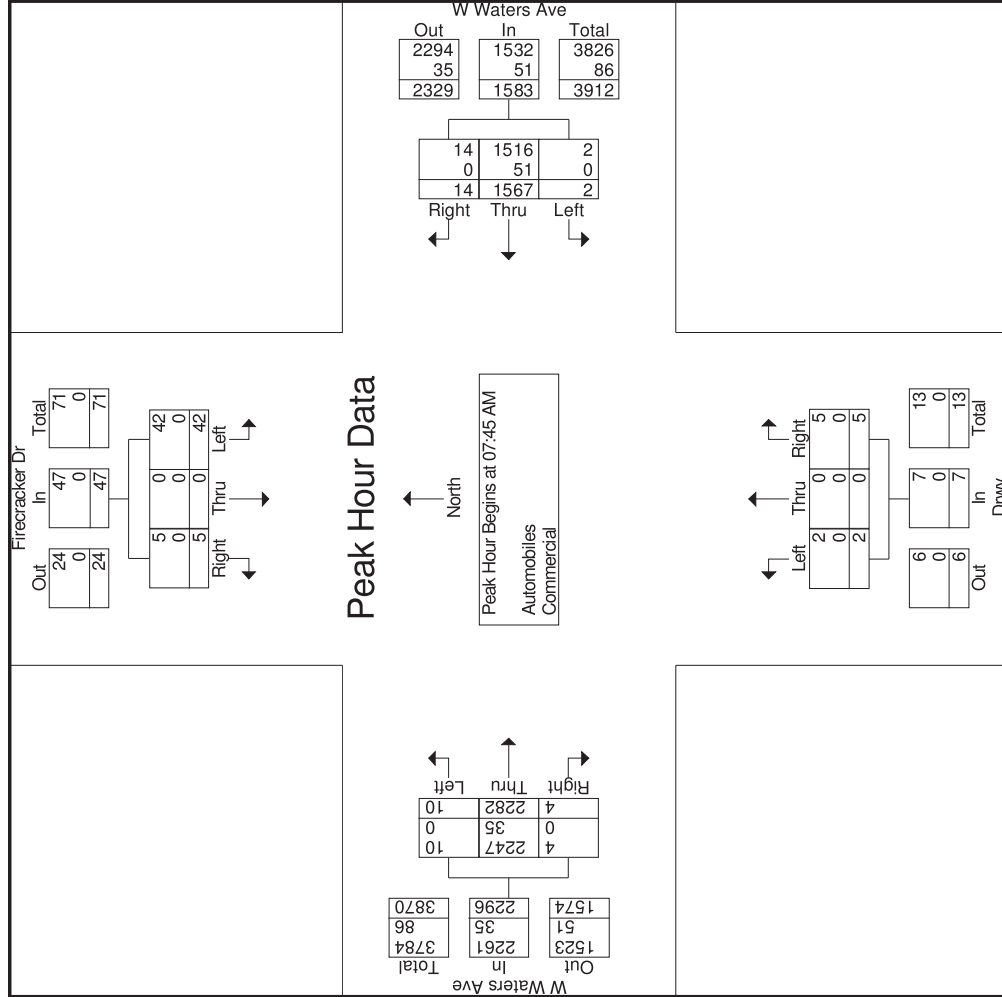 W Waters Ave
Out In Total
2294 1532 3826
35 51 86
2329 1583 3912
14 1516 2
0 51 0
14 1567 2
Right Thru Left
Firecracker Dr
Out In Total
24 47 71
0 0 0
24 47 71
5 0 42
0 0 0
5 0 42
Right Thru Left
Peak Hour Data
North
Peak Hour Begins at 07:45 AM
Automobiles
Commercial
Left Thru Right
2 0 5
0 0 0
2 0 5
6 7 13
0 0 0
6 7 13
Out In Total
Drwy
Left Thru Right
10 2282 4
0 35 0
10 2247 4
3870 2296 1574
86 35 51
3784 2261 1523
Total In Out
W Waters Ave